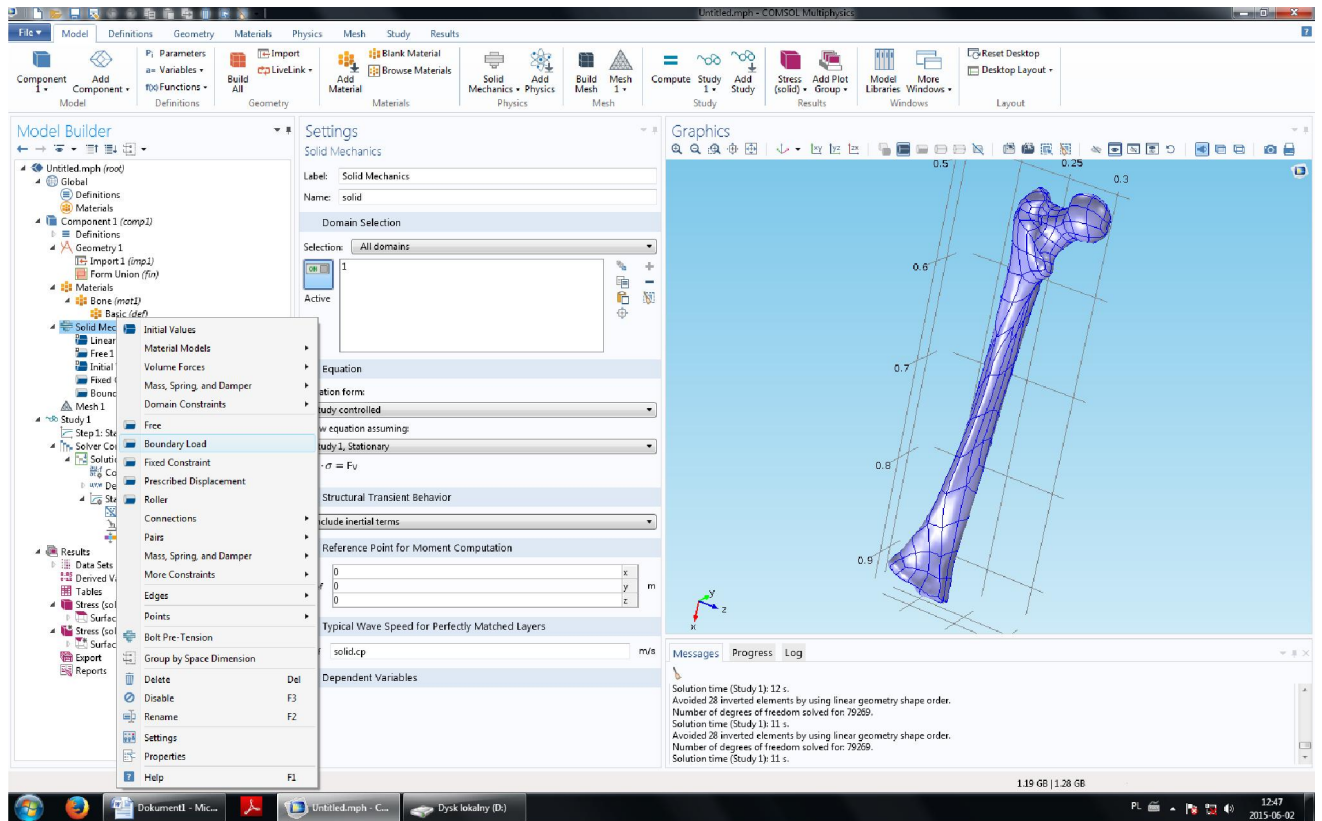 Untitled.mph - COMSOL Multiphysics
File Model Definitions Geometry Materials Physics Mesh Study Results
Component 1
Add Component
Model
Pi Parameters
a= Variables
f(x) Functions
Definitions
Build All
Import
LiveLink
Geometry
Add Material
Blank Material
Browse Materials
Materials
Solid Mechanics
Add Physics
Physics
Build Mesh
Mesh 1
Mesh
Compute
Study 1
Add Study
Study
Stress (solid)
Add Plot Group
Results
Model Libraries
More Windows
Windows
Reset Desktop
Desktop Layout
Layout
Model Builder
Untitled.mph (root)
Global
Definitions
Materials
Component 1 (comp1)
Definitions
Geometry 1
Import 1 (imp1)
Form Union (fin)
Materials
Bone (mat1)
Basic (def)
Solid Mec
Linear
Free 1
Initial
Fixed
Bound
Mesh 1
Study 1
Step 1: Sta
Solver Co
Soluti
Co
De
Sta
Results
Data Sets
Derived Va
Tables
Stress (sol
Surfac
Stress (sol
Surfac
Export
Reports
Initial Values
Material Models
Volume Forces
Mass, Spring, and Damper
Domain Constraints
Free
Boundary Load
Fixed Constraint
Prescribed Displacement
Roller
Connections
Pairs
Mass, Spring, and Damper
More Constraints
Edges
Points
Bolt Pre-Tension
Group by Space Dimension
Delete Del
Disable F3
Rename F2
Settings
Properties
Help F1
Settings
Solid Mechanics
Label: Solid Mechanics
Name: solid
Domain Selection
Selection: All domains
ON
Active
1
Equation
ation form:
tudy controlled
w equation assuming:
tudy 1, Stationary
· σ = Fv
Structural Transient Behavior
nclude inertial terms
Reference Point for Moment Computation
0 x
0 y m
0 z
Typical Wave Speed for Perfectly Matched Layers
solid.cp m/s
Dependent Variables
Graphics
0.5
0.25
0.3
0.6
0.7
0.8
0.9
y
z
x
Messages Progress Log
Solution time (Study 1): 12 s.
Avoided 28 inverted elements by using linear geometry shape order.
Number of degrees of freedom solved for: 79269.
Solution time (Study 1): 11 s.
Avoided 28 inverted elements by using linear geometry shape order.
Number of degrees of freedom solved for: 79269.
Solution time (Study 1): 11 s.
1.19 GB | 1.28 GB
Dokument1 - Mic...
Untitled.mph - C...
Dysk lokalny (D:)
PL
12:47
2015-06-02